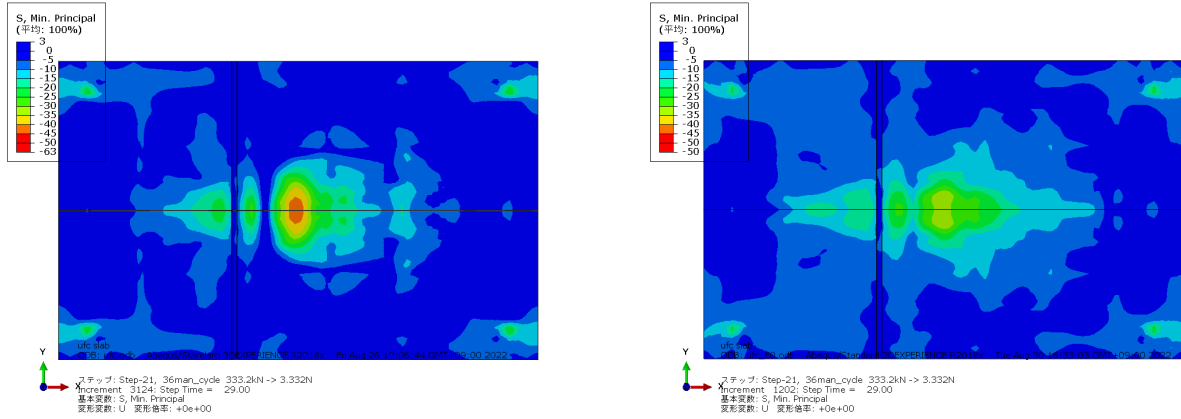 S, Min. Principal
(平均: 100%)
3
0
-5
-10
-15
-20
-25
-30
-35
-40
-45
-50
-63
Y
X
ufc slab
ステップ: Step-21, 36man_cycle 333.2kN -> 3.332N
Increment 3124: Step Time = 29.00
基本変数: S, Min. Principal
変形変数: U 変形倍率: +0e+00
S, Min. Principal
(平均: 100%)
3
0
-5
-10
-15
-20
-25
-30
-35
-40
-45
-50
-50
Y
X
ufc slab
ステップ: Step-21, 36man_cycle 333.2kN -> 3.332N
Increment 1202: Step Time = 29.00
基本変数: S, Min. Principal
変形変数: U 変形倍率: +0e+00